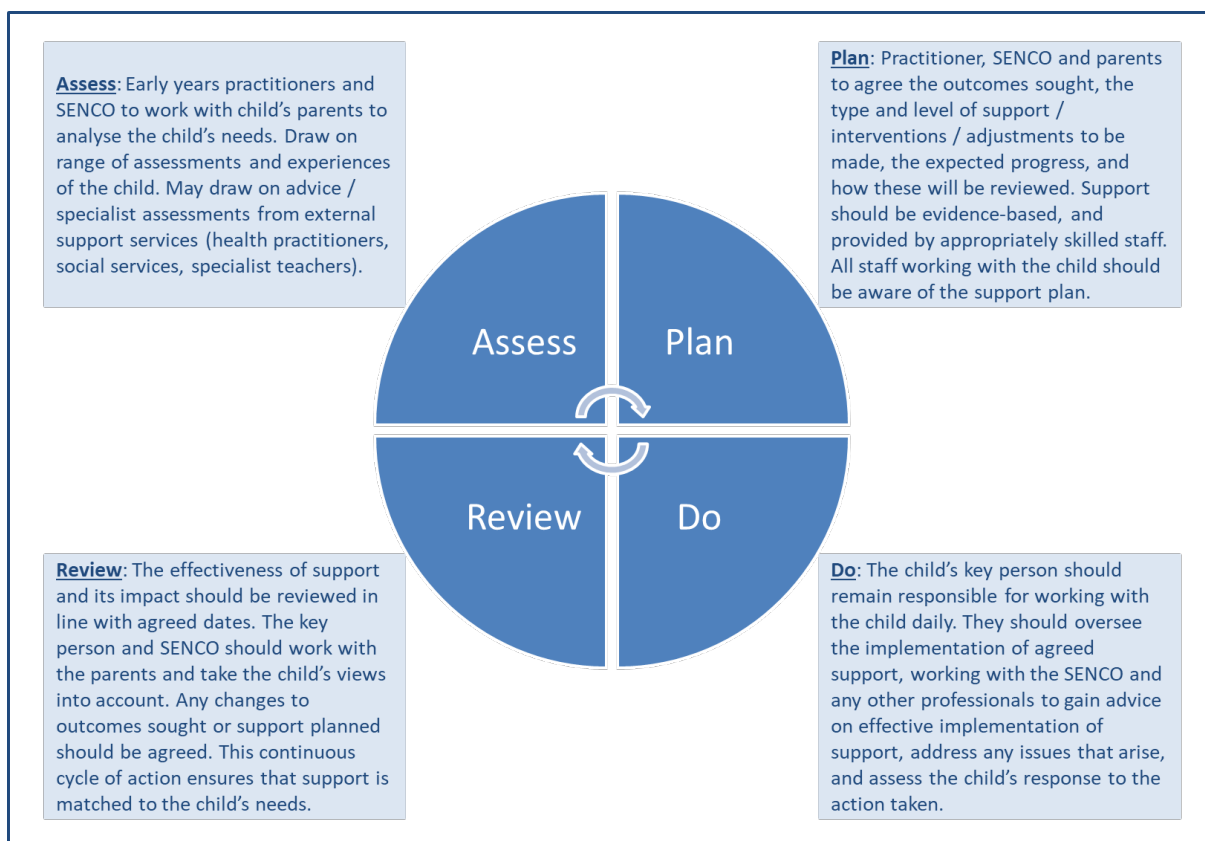 Assess: Early years practitioners and
SENCO to work with child's parents to
analyse the child's needs. Draw on
range of assessments and experiences
of the child. May draw on advice /
specialist assessments from external
support services (health practitioners,
social services, specialist teachers).
Plan: Practitioner, SENCO and parents
to agree the outcomes sought, the
type and level of support /
interventions / adjustments to be
made, the expected progress, and
how these will be reviewed. Support
should be evidence-based, and
provided by appropriately skilled staff.
All staff working with the child should
be aware of the support plan.
Assess
Plan
Review
Do
Review: The effectiveness of support
and its impact should be reviewed in
line with agreed dates. The key
person and SENCO should work with
the parents and take the child's views
into account. Any changes to
outcomes sought or support planned
should be agreed. This continuous
cycle of action ensures that support is
matched to the child's needs.
Do: The child's key person should
remain responsible for working with
the child daily. They should oversee
the implementation of agreed
support, working with the SENCO and
any other professionals to gain advice
on effective implementation of
support, address any issues that arise,
and assess the child's response to the
action taken.